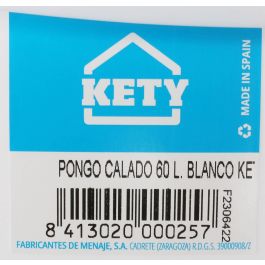 KETY
MADE IN SPAIN
PONGO CALADO 60 L. BLANCO KE
F2306422
8 413020 000257
FABRICANTES DE MENAJE, S.A. CADRETE (ZARAGOZA) R.D.G.S. 39000908/Z